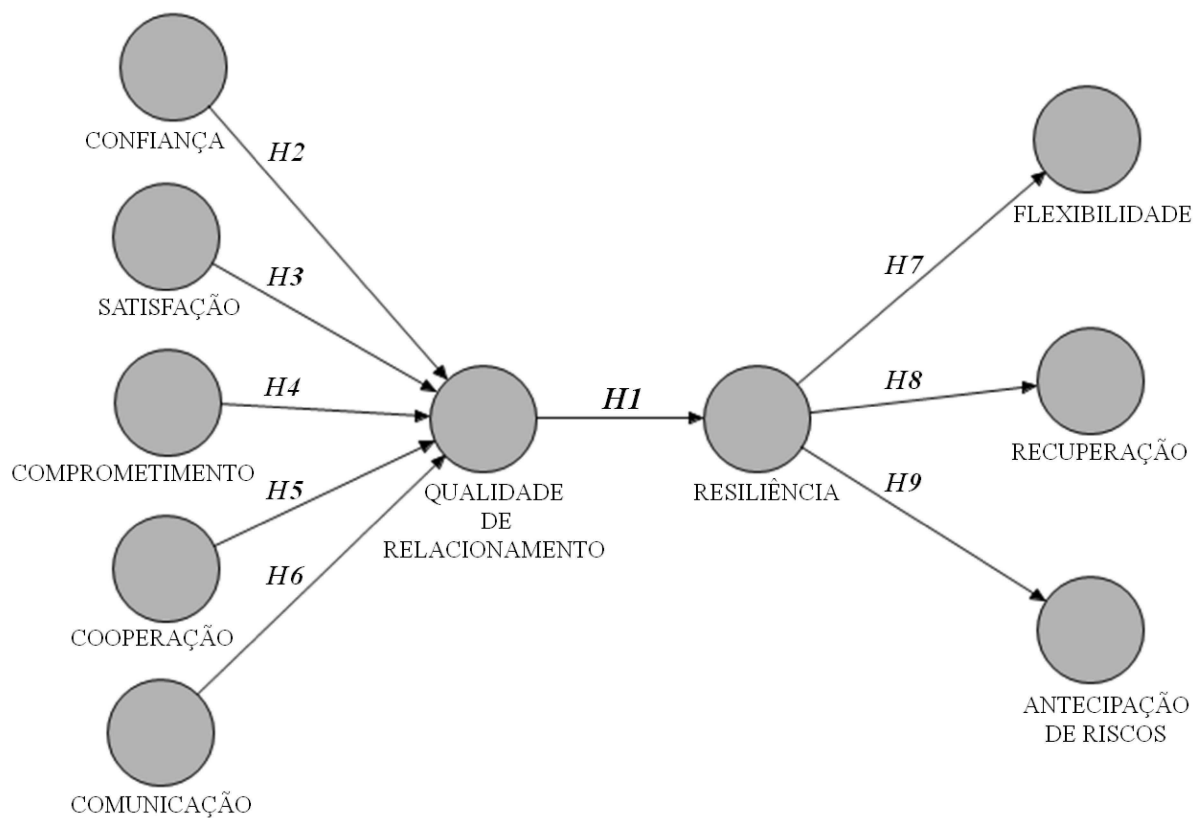 CONFIANÇA
H2
SATISFAÇÃO
H3
COMPROMETIMENTO
H4
COOPERAÇÃO
H5
COMUNICAÇÃO
H6
QUALIDADE
DE
RELACIONAMENTO
H1
RESILIÊNCIA
H7
FLEXIBILIDADE
H8
RECUPERAÇÃO
H9
ANTECIPAÇÃO
DE RISCOS